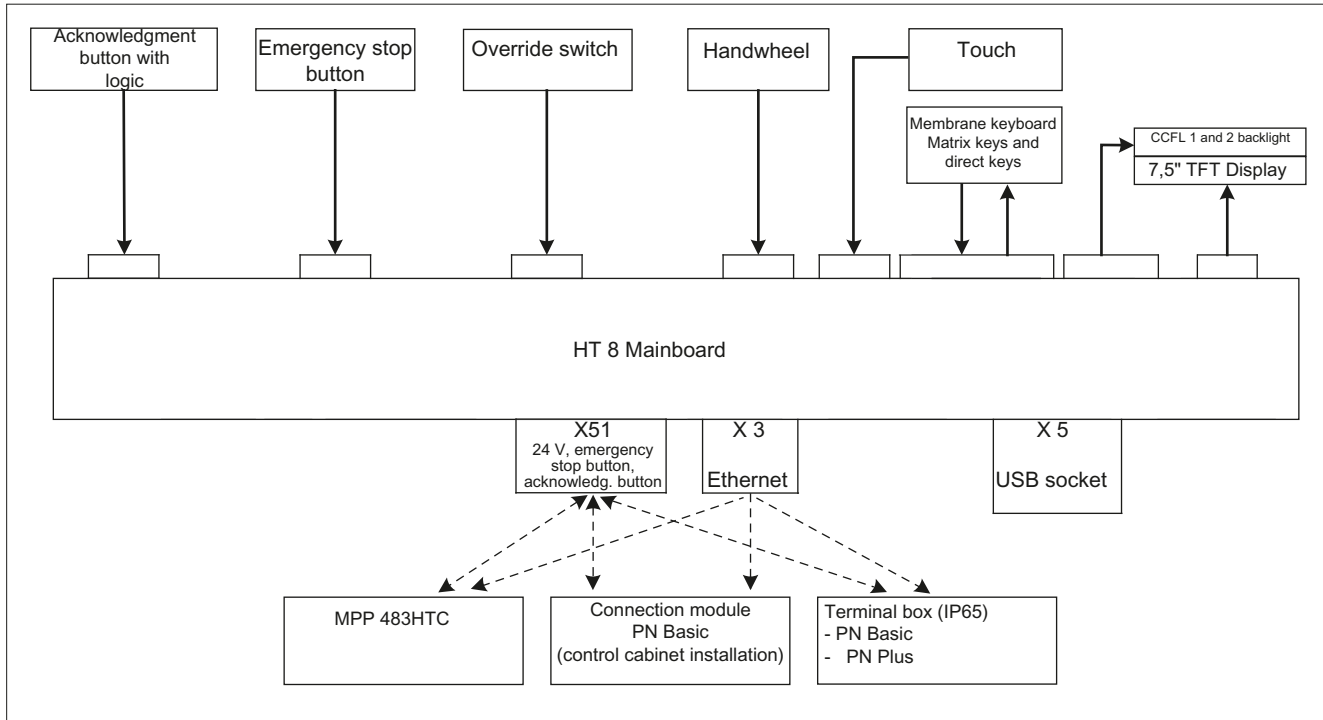 Acknowledgment
button with
logic
Emergency stop
button
Override switch
Handwheel
Touch
Membrane keyboard
Matrix keys and
direct keys
CCFL 1 and 2 backlight
7,5" TFT Display
HT 8 Mainboard
X51
24 V, emergency
stop button,
acknowledg. button
X 3
Ethernet
X 5
USB socket
MPP 483HTC
Connection module
PN Basic
(control cabinet installation)
Terminal box (IP65)
- PN Basic
- PN Plus